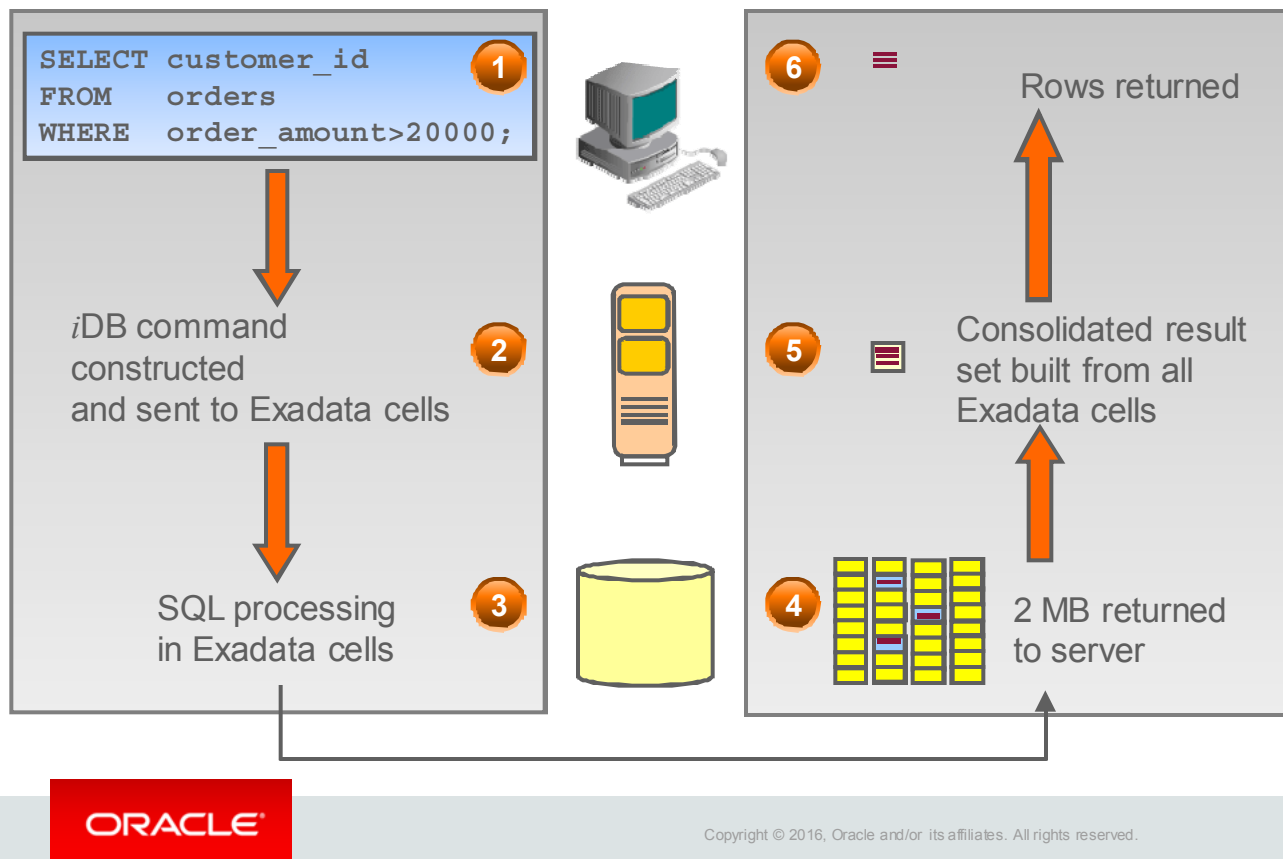 SELECT customer_id
FROM orders
WHERE order_amount>20000;
1
iDB command
constructed
and sent to Exadata cells
2
SQL processing
in Exadata cells
3
4
2 MB returned
to server
5
Consolidated result
set built from all
Exadata cells
6
Rows returned
ORACLE®
Copyright © 2016, Oracle and/or its affiliates. All rights reserved.